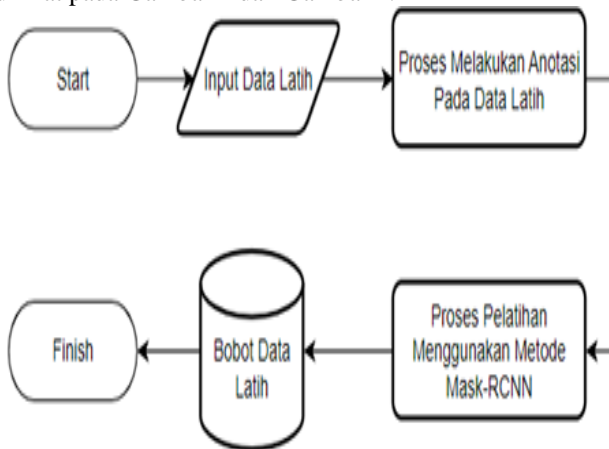 pada
Start
Input Data Latih
Proses Melakukan Anotasi
Pada Data Latih
Proses Pelatihan
Menggunakan Metode
Mask-RCNN
Bobot Data
Latih
Finish